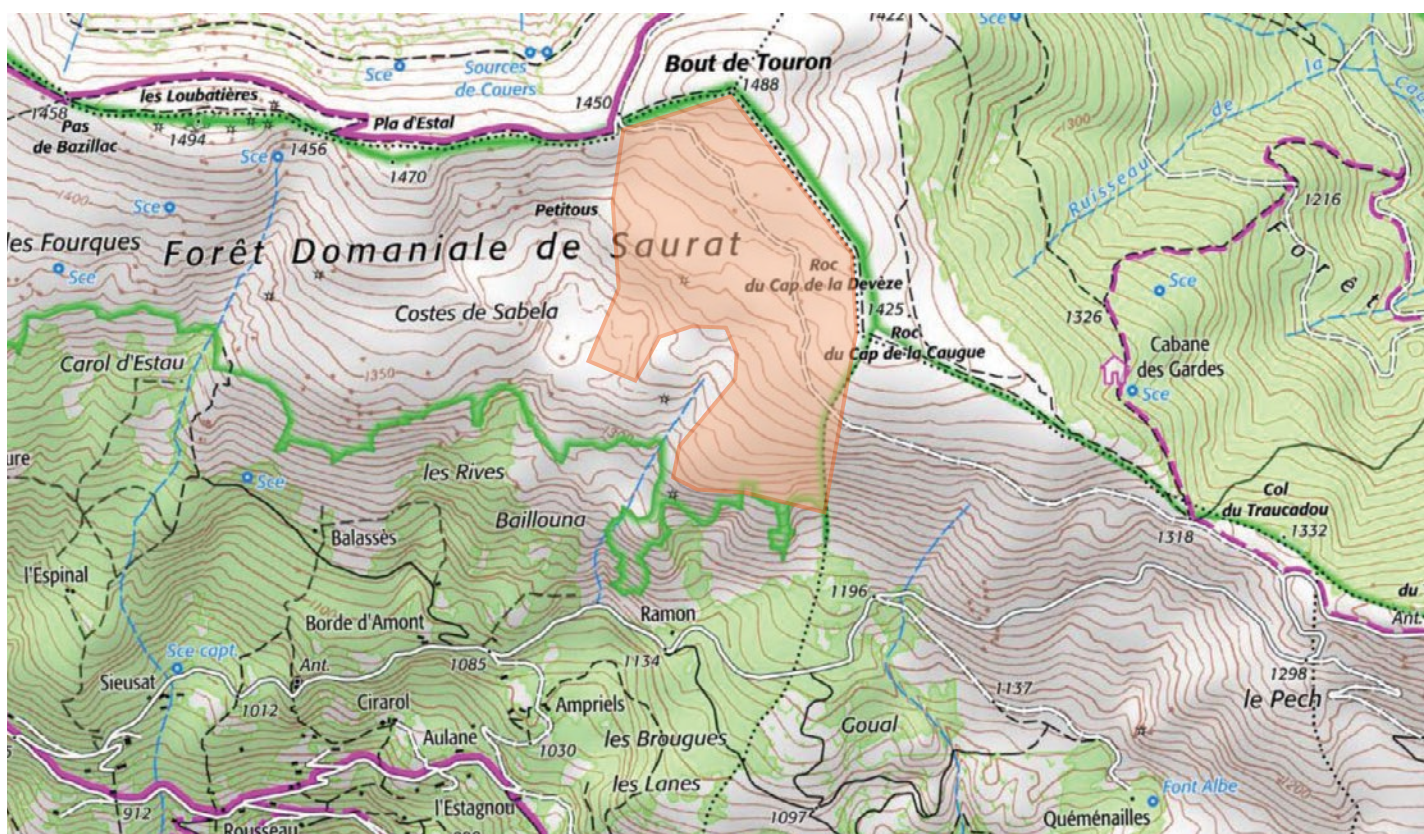 1422
Sce
Sce
Sources
de Couers
Bout de Touron
1488
Ruisseau de la
1458
les Loubatières
1450
Pas
de Bazillac
1494
Pla d'Estal
1456
1470
1300
Sce
1400
Sce
Petitous
1216
les Fourques
Sce
Forêt Domaniale de Saurat
Forêt
Roc
du Cap de la Devèze
Sce
Costes de Sabela
1425
1326
Roc
du Cap de la Caugue
Cabane
des Gardes
Sce
Carol d'Estau
1350
1300
ure
les Rives
Sce
Baillouna
Col
du Traucadou
1318
1332
Balassès
l'Espinal
du
Ant.
1196
Ramon
Borde d'Amont
1100
1085
1134
Sce capt.
Sieusat
Ant.
1012
Cirarol
Ampriels
1137
1298
le Pech
Aulane
1030
les Brougues
Goual
les Lanes
912
l'Estagnou
Rousseau
1097
1200
Font Albe
Quéménailles